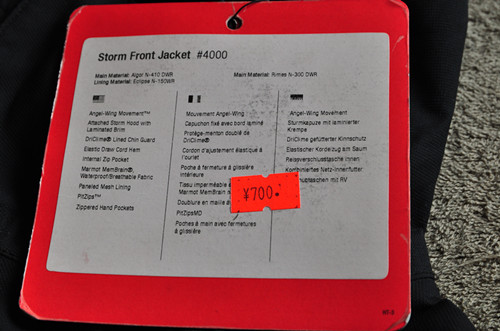 Storm Front Jacket #4000
Main Material: Algor N-410 DWR
Lining Material: Eclipse N-160WR
Main Material: Rimes N-300 DWR
Angel-Wing Movement™
Attached Storm Hood with
Laminated Brim
DriClime® Lined Chin Guard
Elastic Draw Cord Hem
Internal Zip Pocket
Marmot MemBrain®,
Waterproof/Breathable Fabric
Paneled Mesh Lining
PitZips™
Zippered Hand Pockets
Mouvement Angel-Wing
Capuchon fixé avec bord laminé
Protège-menton doublé de
DriClime®
Cordon d'ajustement élastique à
l'ourlet
Poche à fermeture à glissière
intérieure
Tissu imperméable
Marmot MemBrain
Doublure en maille
PitZipsMD
Poches à main avec fermetures
à glissière
Angel-Wing Movement
Sturmkapuze mit laminierter
Krempe
DriClime gefütterter Kinnschutz
Elastischer Kordelzug am Saum
Reissverschlusstasche innen
Kombiniertes Netz-/Innenfutter
mit RV
¥700